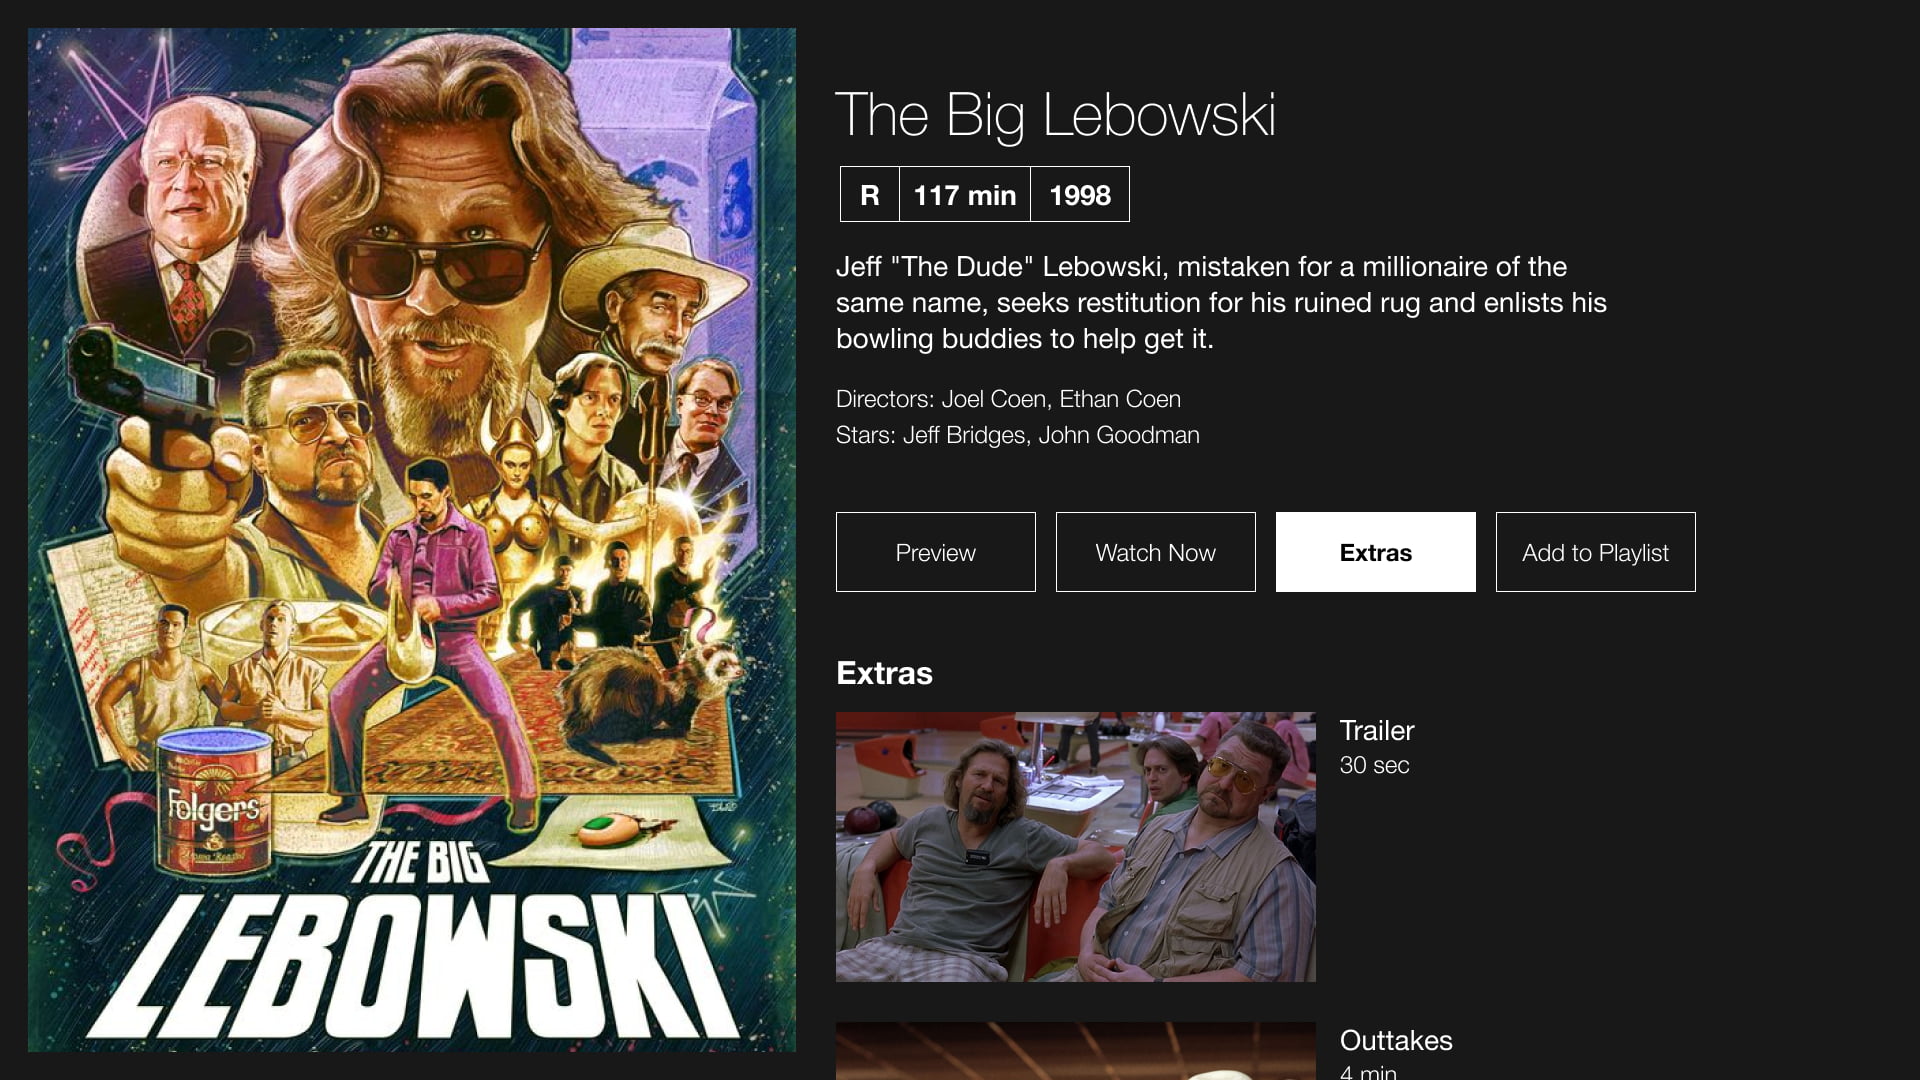 The Big Lebowski
R 117 min 1998
Jeff "The Dude" Lebowski, mistaken for a millionaire of the
same name, seeks restitution for his ruined rug and enlists his
bowling buddies to help get it.
Directors: Joel Coen, Ethan Coen
Stars: Jeff Bridges, John Goodman
Preview
Watch Now
Extras
Add to Playlist
Extras
Trailer
30 sec
Outtakes
4 min
Folgers
THE BIG
LEBOWSKI